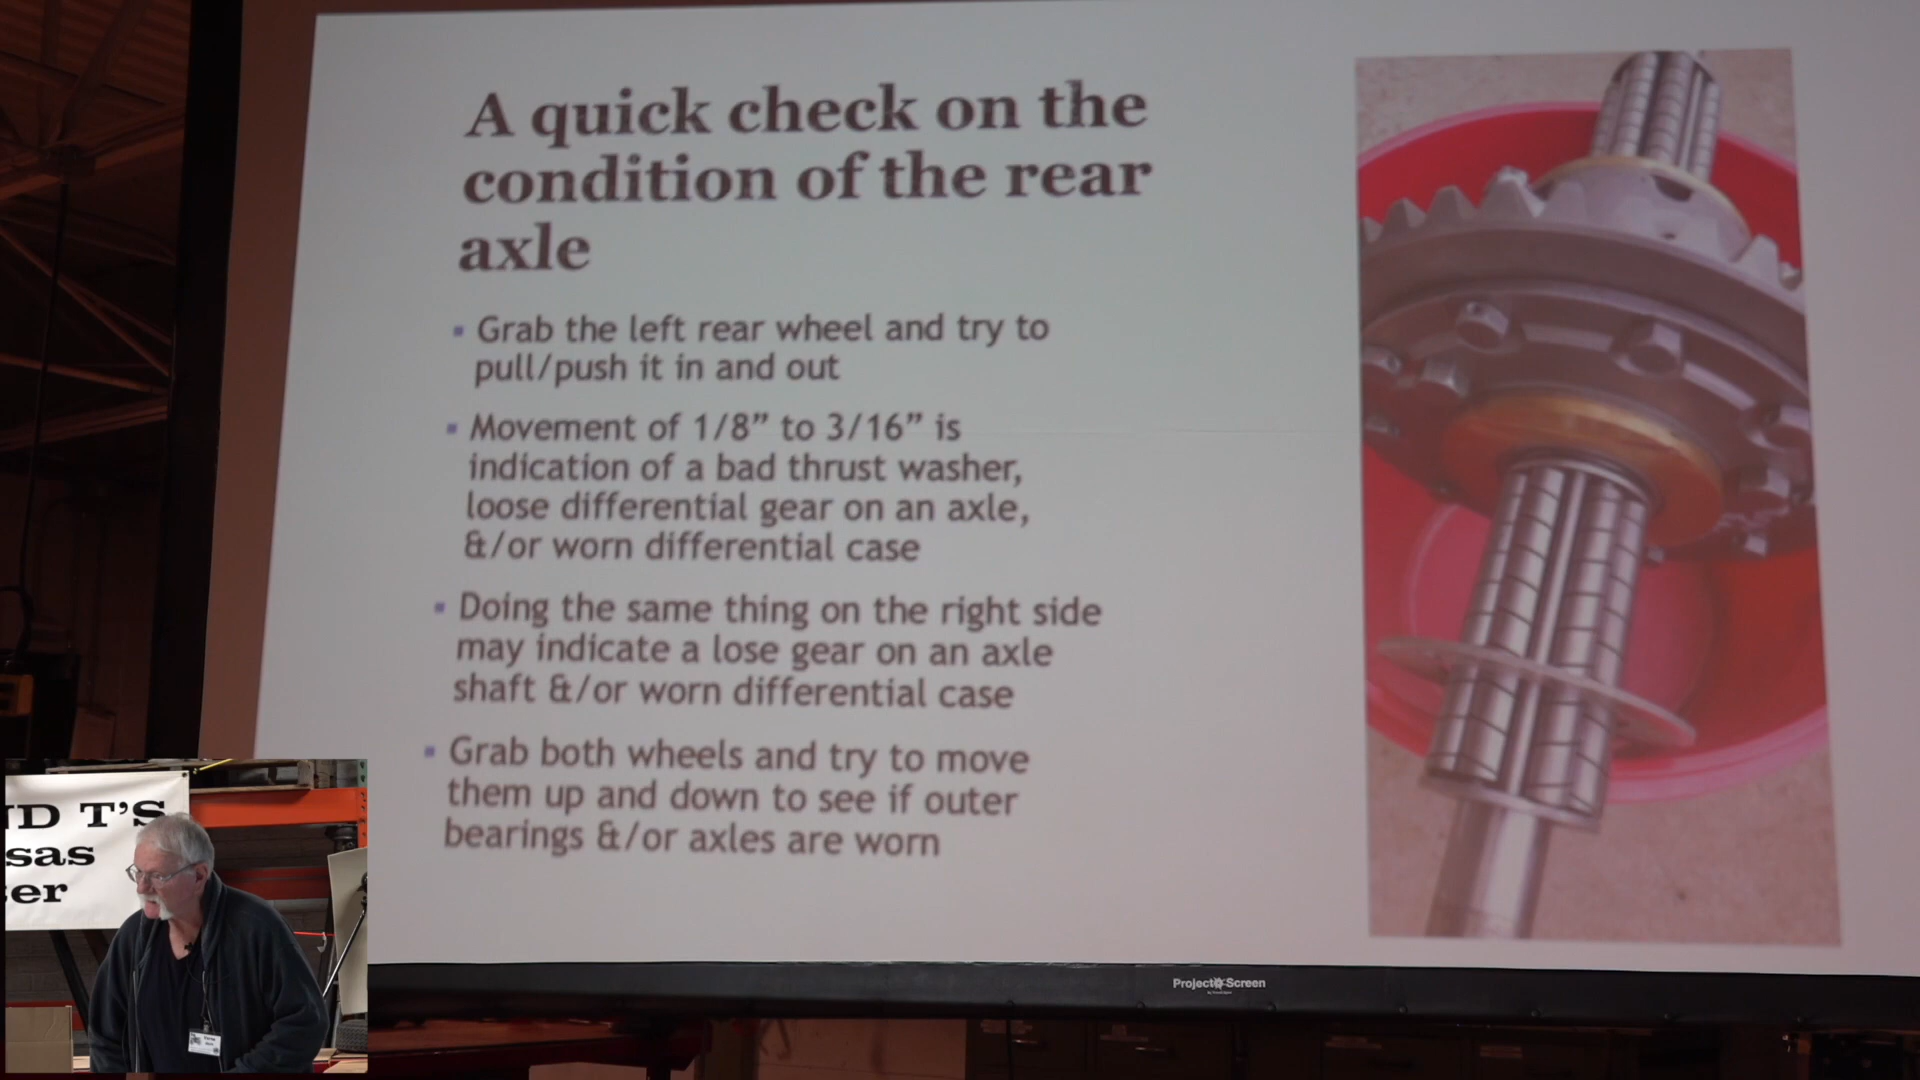 A quick check on the
condition of the rear
axle
▪ Grab the left rear wheel and try to
pull/push it in and out
▪ Movement of 1/8” to 3/16” is
indication of a bad thrust washer,
loose differential gear on an axle,
&/or worn differential case
▪ Doing the same thing on the right side
may indicate a lose gear on an axle
shaft &/or worn differential case
▪ Grab both wheels and try to move
them up and down to see if outer
bearings &/or axles are worn
Project Screen
ND T'S
sas
er